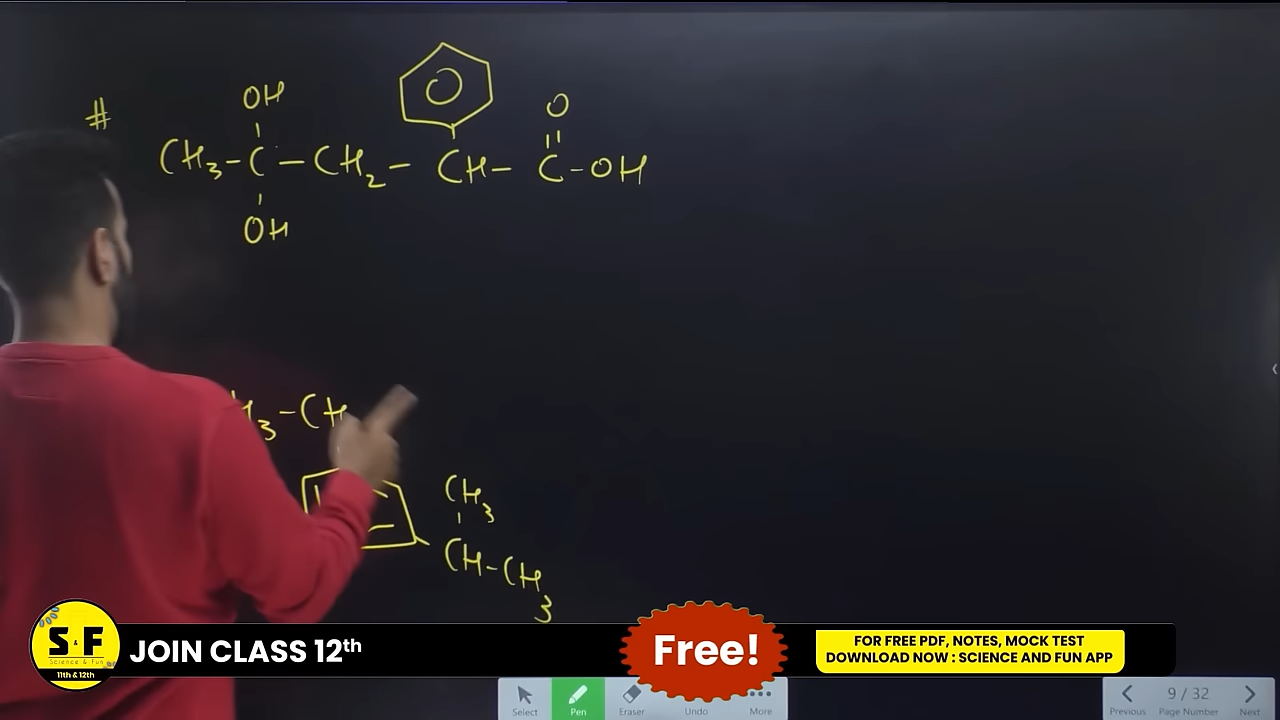 #
OH
O
CH3-C-CH2-CH-C-OH
OH
H3-CH
CH3
CH-CH3
S&F
Science & Fun
11th & 12th
JOIN CLASS 12th
Free!
FOR FREE PDF, NOTES, MOCK TEST
DOWNLOAD NOW : SCIENCE AND FUN APP
Select
Pen
Eraser
Undo
More
Previous
9 / 32
Page Number
Next